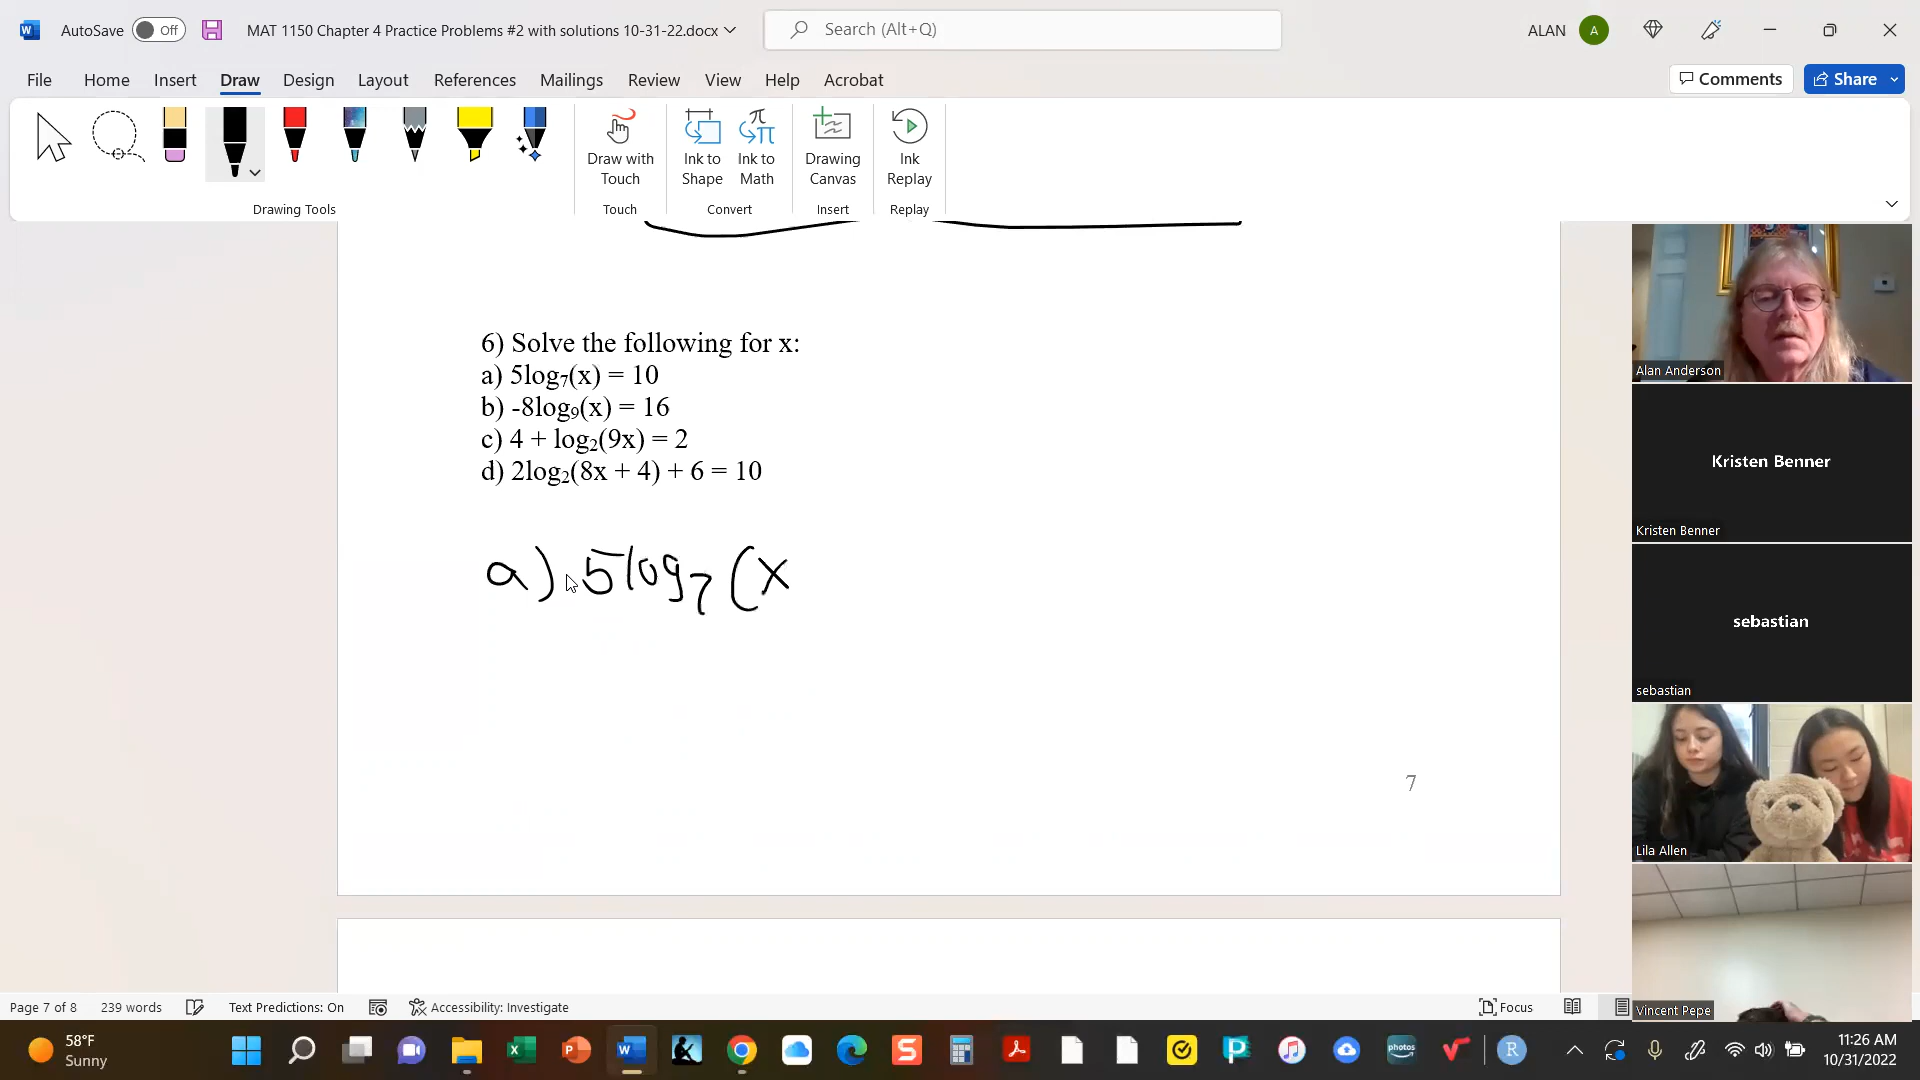 AutoSave Off MAT 1150 Chapter 4 Practice Problems #2 with solutions 10-31-22.docx Search (Alt+Q) ALAN A
File Home Insert Draw Design Layout References Mailings Review View Help Acrobat Comments Share
Draw with Touch
Ink to Shape
Ink to Math
Drawing Canvas
Ink Replay
Drawing Tools Touch Convert Insert Replay
6) Solve the following for x:
a) 5log₇(x) = 10
b) -8log₉(x) = 16
c) 4 + log₂(9x) = 2
d) 2log₂(8x + 4) + 6 = 10
a) 5log₇(x
7
Alan Anderson
Kristen Benner
Kristen Benner
sebastian
sebastian
Lila Allen
Vincent Pepe
Page 7 of 8 239 words Text Predictions: On Accessibility: Investigate Focus
58°F
Sunny
photos
R
11:26 AM
10/31/2022